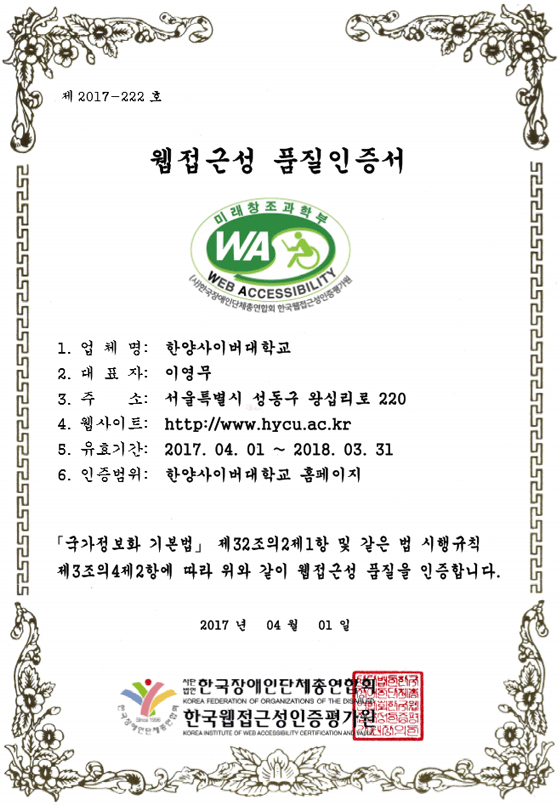 제 2017-222 호
웹접근성 품질인증서
미래창조과학부
WA
WEB ACCESSIBILITY
(사)한국장애인단체총연합회 한국웹접근성인증평가원
1. 업 체 명: 한양사이버대학교
2. 대 표 자: 이영무
3. 주 소: 서울특별시 성동구 왕십리로 220
4. 웹사이트: http://www.hycu.ac.kr
5. 유효기간: 2017. 04. 01 ~ 2018. 03. 31
6. 인증범위: 한양사이버대학교 홈페이지
「국가정보화 기본법」 제32조의2제1항 및 같은 법 시행규칙
제3조의4제2항에 따라 위와 같이 웹접근성 품질을 인증합니다.
2017 년 04 월 01 일
한국장애인단체총연합회
Since 1998
사단법인 한국장애인단체총연합회
KOREA FEDERATION OF ORGANIZATIONS OF THE DISABLED
한국웹접근성인증평가원
KOREA INSTITUTE OF WEB ACCESSIBILITY CERTIFICATION AND